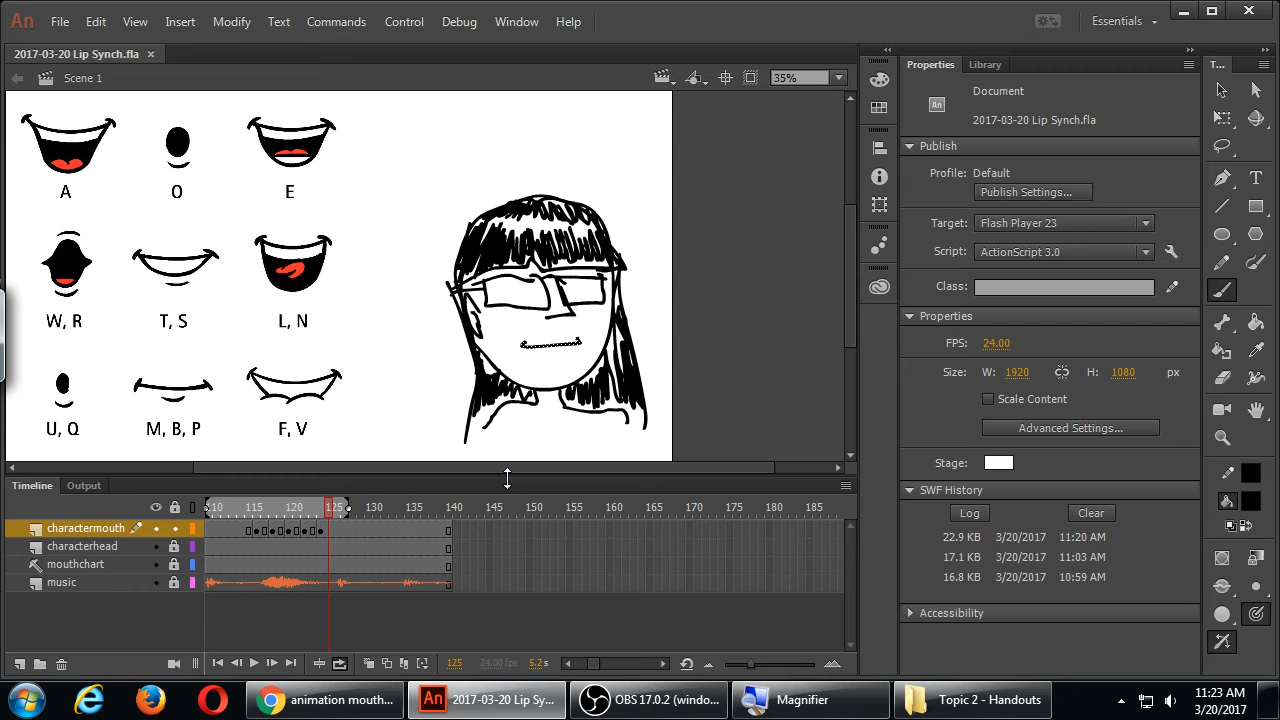 An File Edit View Insert Modify Text Commands Control Debug Window Help Essentials
2017-03-20 Lip Synch.fla
Scene 1
35%
Properties Library
T...
An Document
2017-03-20 Lip Synch.fla
Publish
Profile: Default
Publish Settings...
Target: Flash Player 23
Script: ActionScript 3.0
Class:
Properties
FPS: 24.00
Size: W: 1920 H: 1080 px
Scale Content
Advanced Settings...
Stage:
SWF History
Log Clear
22.9 KB 3/20/2017 11:20 AM
17.1 KB 3/20/2017 11:03 AM
16.8 KB 3/20/2017 10:59 AM
Accessibility
A O E
W, R T, S L, N
U, Q M, B, P F, V
Timeline Output
110 115 120 125 130 135 140 145 150 155 160 165 170 175 180 185
charactermouth
characterhead
mouthchart
music
125 24.00 fps 5.2 s
animation mouth...
An 2017-03-20 Lip Sy...
OBS 17.0.2 (windo...
Magnifier
Topic 2 - Handouts
11:23 AM
3/20/2017